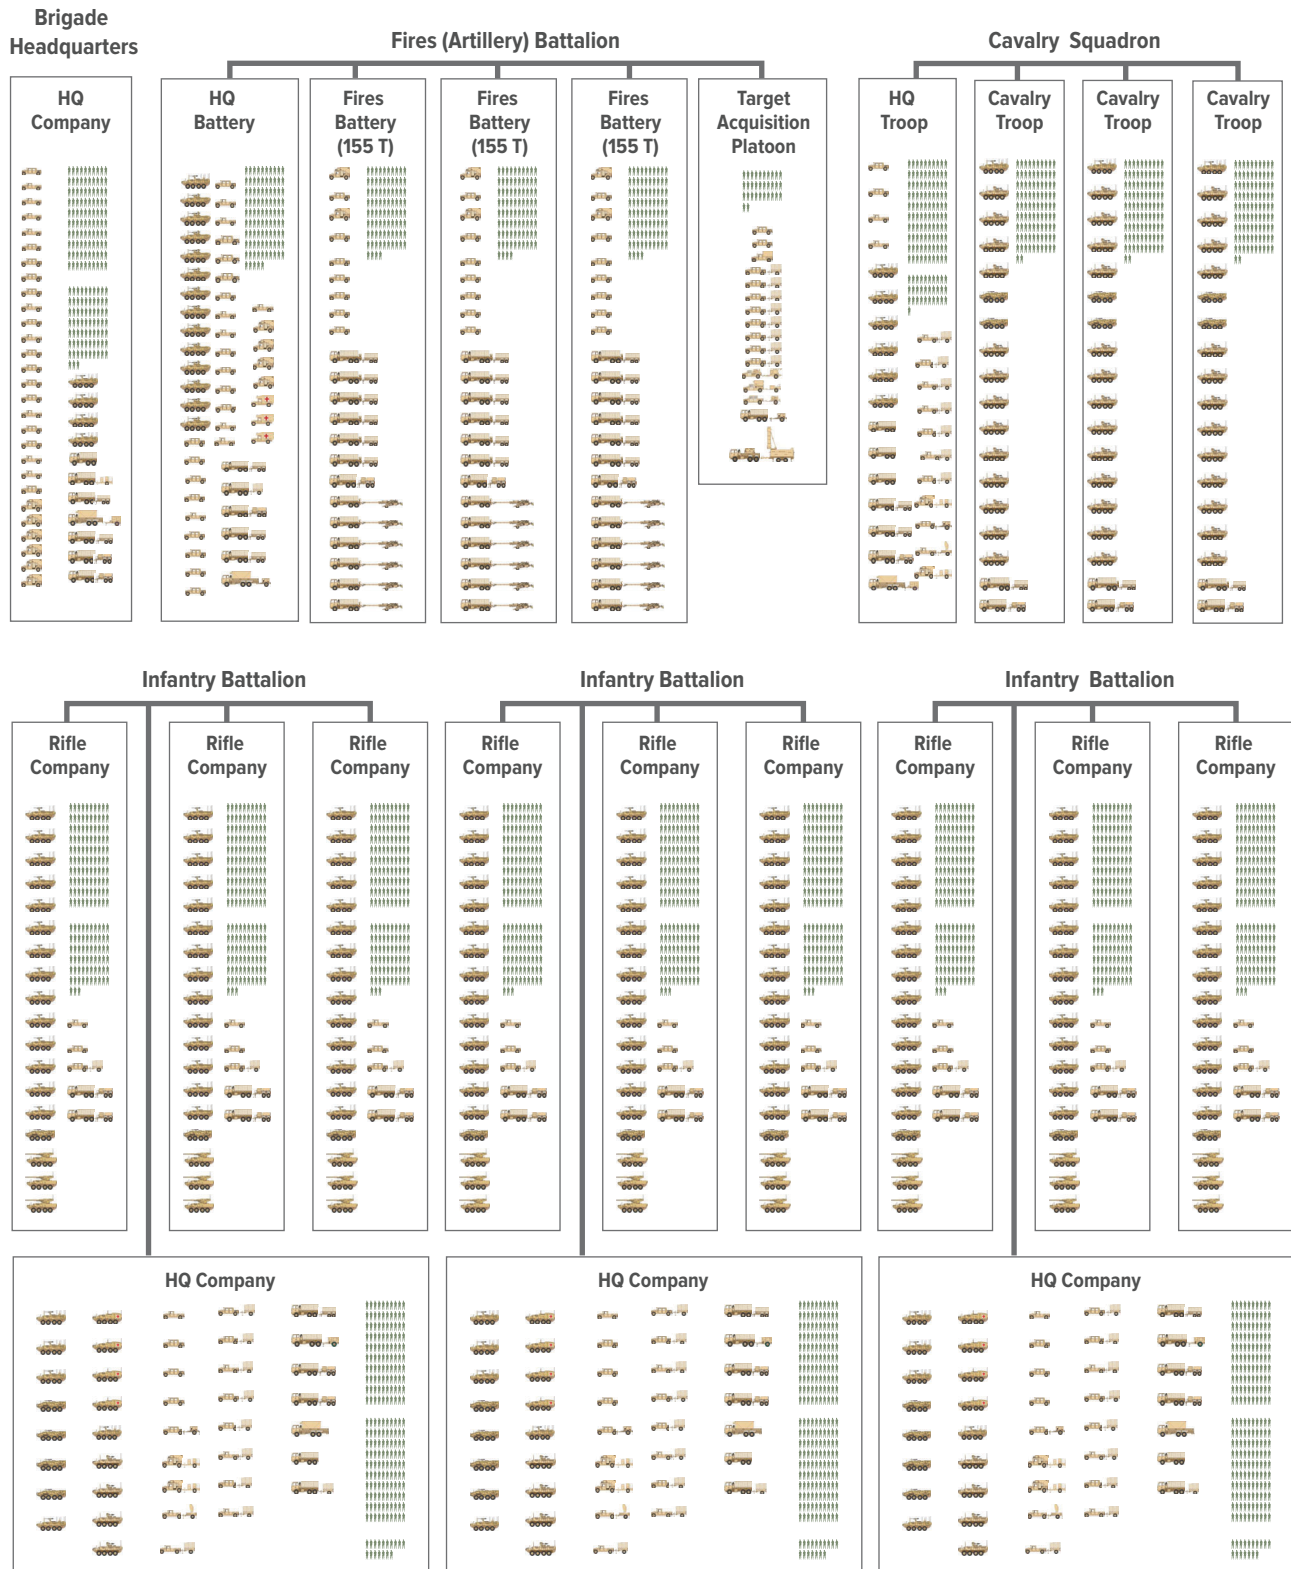 Brigade
Headquarters
Fires (Artillery) Battalion
Cavalry Squadron
HQ
Company
HQ
Battery
Fires
Battery
(155 T)
Fires
Battery
(155 T)
Fires
Battery
(155 T)
Target
Acquisition
Platoon
HQ
Troop
Cavalry
Troop
Cavalry
Troop
Cavalry
Troop
Infantry Battalion
Infantry Battalion
Infantry Battalion
Rifle
Company
Rifle
Company
Rifle
Company
Rifle
Company
Rifle
Company
Rifle
Company
Rifle
Company
Rifle
Company
Rifle
Company
HQ Company
HQ Company
HQ Company